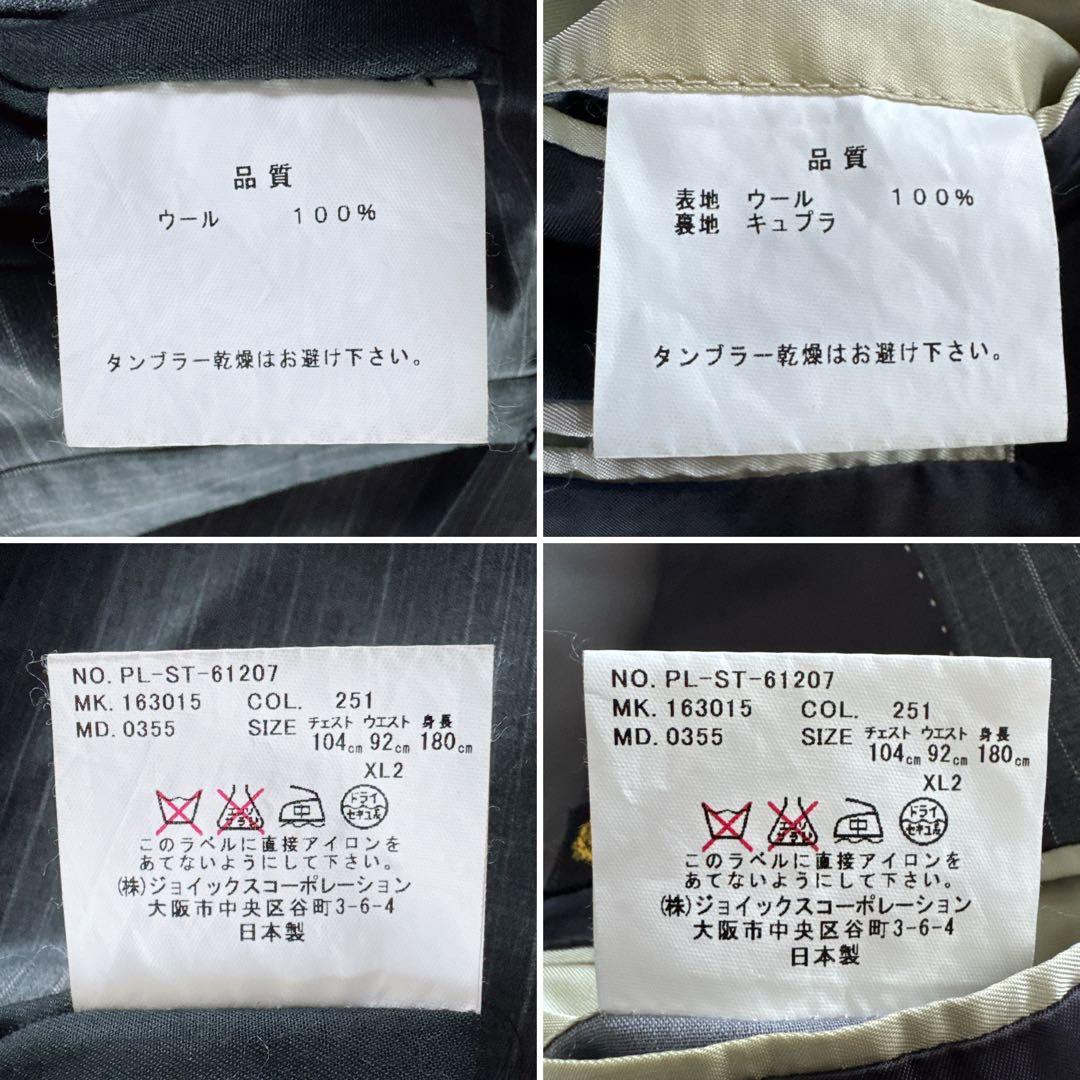 品質
ウール 100%
タンブラー乾燥はお避け下さい。
品質
表地 ウール 100%
裏地 キュプラ
タンブラー乾燥はお避け下さい。
NO. PL-ST-61207
MK. 163015 COL. 251
MD. 0355 SIZE チェスト ウエスト 身長
104cm 92cm 180cm
XL2
中 ドライ セキユ系
このラベルに直接アイロンを
あてないようにして下さい。
(株)ジョイックスコーポレーション
大阪市中央区谷町3-6-4
日本製
NO. PL-ST-61207
MK. 163015 COL. 251
MD. 0355 SIZE チェスト ウエスト 身長
104cm 92cm 180cm
XL2
中 ドライ セキユ系
このラベルに直接アイロンを
あてないようにして下さい。
(株)ジョイックスコーポレーション
大阪市中央区谷町3-6-4
日本製